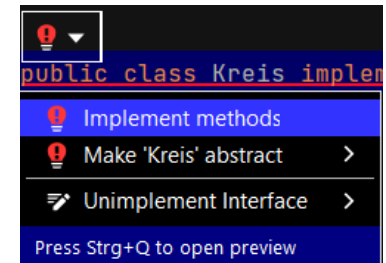 public class Kreis implem
Implement methods
Make 'Kreis' abstract
Unimplement Interface
Press Strg+Q to open preview